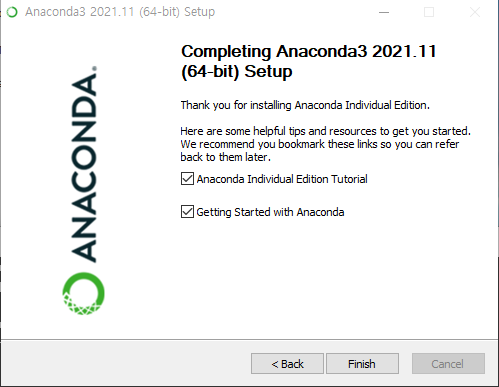 Anaconda3 2021.11 (64-bit) Setup
ANACONDA.
Completing Anaconda3 2021.11
(64-bit) Setup
Thank you for installing Anaconda Individual Edition.
Here are some helpful tips and resources to get you started.
We recommend you bookmark these links so you can refer
back to them later.
Anaconda Individual Edition Tutorial
Getting Started with Anaconda
< Back
Finish
Cancel